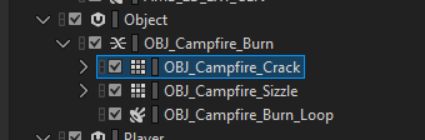 Object
OBJ_Campfire_Burn
OBJ_Campfire_Crack
OBJ_Campfire_Sizzle
OBJ_Campfire_Burn_Loop
Player